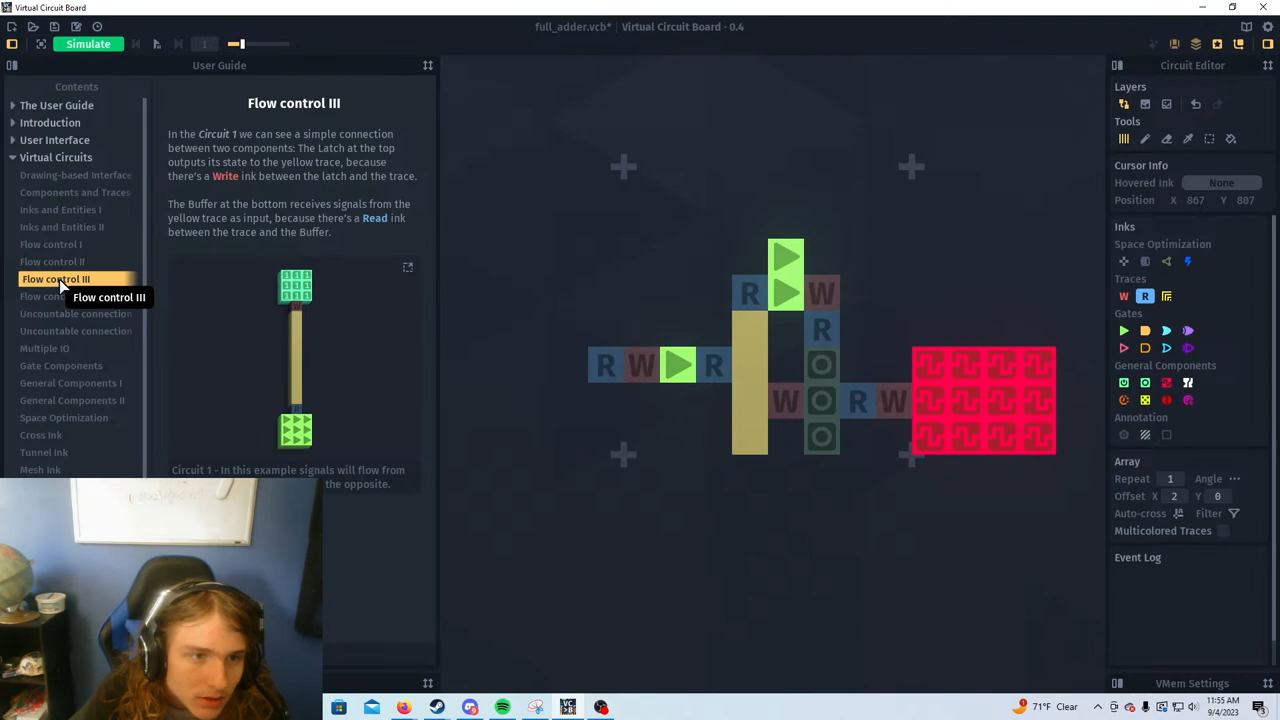 Virtual Circuit Board
full_adder.vcb* | Virtual Circuit Board - 0.4
Simulate
1
User Guide
Contents
The User Guide
Introduction
User Interface
Virtual Circuits
Drawing-based Interface
Components and Traces
Inks and Entities I
Inks and Entities II
Flow control I
Flow control II
Flow control III
Flow con
Flow control III
Uncountable connection
Uncountable connection
Multiple IO
Gate Components
General Components I
General Components II
Space Optimization
Cross Ink
Tunnel Ink
Mesh Ink
Flow control III
In the Circuit 1 we can see a simple connection
between two components: The Latch at the top
outputs its state to the yellow trace, because
there's a Write ink between the latch and the trace.
The Buffer at the bottom receives signals from the
yellow trace as input, because there's a Read ink
between the trace and the Buffer.
Circuit 1 - In this example signals will flow from
the opposite.
R W
R
R
W
R
W
R W
Circuit Editor
Layers
Tools
Cursor Info
Hovered Ink None
Position X 867 Y 807
Inks
Space Optimization
Traces
W R
Gates
General Components
Annotation
Array
Repeat 1 Angle
Offset X 2 Y 0
Auto-cross Filter
Multicolored Traces
Event Log
VMem Settings
71°F Clear
11:55 AM
9/4/2023